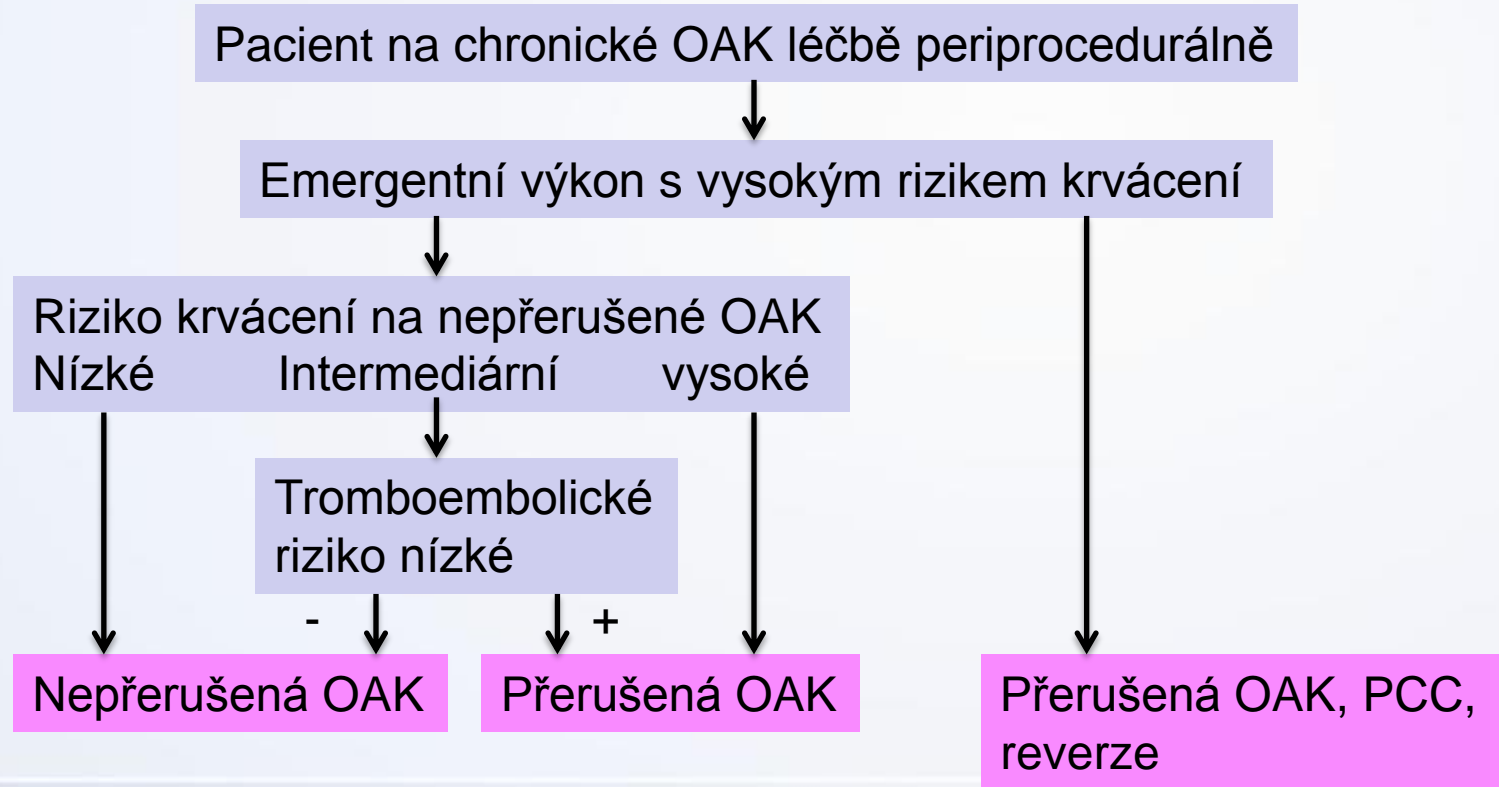 Pacient na chronické OAK léčbě periprocedurálně
Emergentní výkon s vysokým rizikem krvácení
Riziko krvácení na nepřerušené OAK
Nízké Intermediární vysoké
Tromboembolické
riziko nízké
- +
Nepřerušená OAK
Přerušená OAK
Přerušená OAK, PCC,
reverze